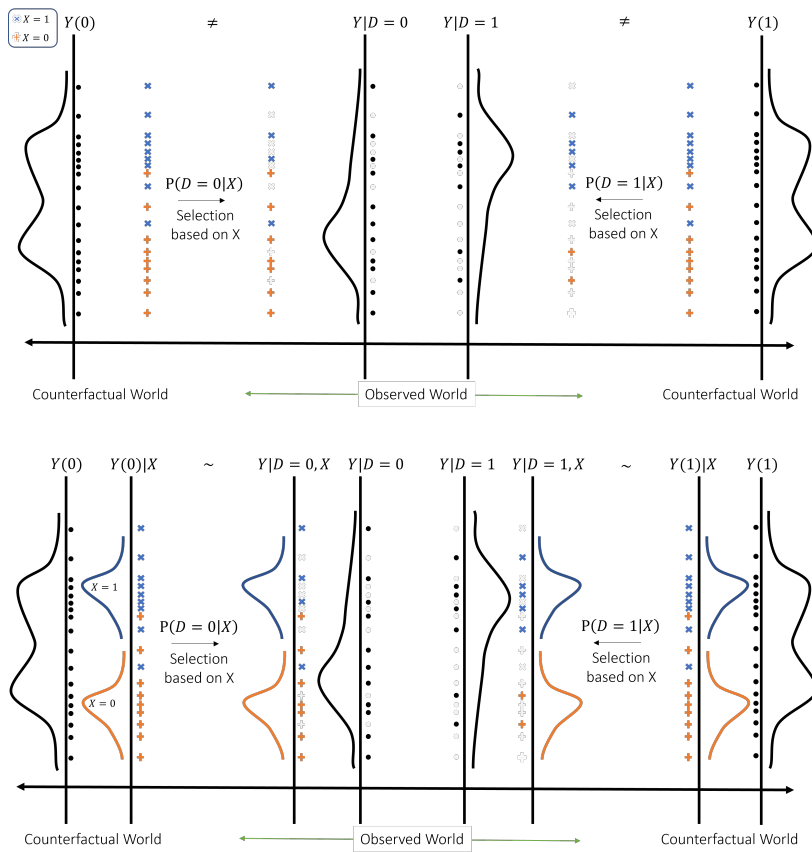 X = 1
X = 0
Y(0) ≠ Y|D = 0 Y|D = 1 ≠ Y(1)
P(D = 0|X) P(D = 1|X)
Selection Selection
based on X based on X
Counterfactual World Observed World Counterfactual World
Y(0) Y(0)|X ~ Y|D = 0, X Y|D = 0 Y|D = 1 Y|D = 1, X ~ Y(1)|X Y(1)
X = 1
P(D = 0|X) P(D = 1|X)
Selection Selection
based on X based on X
X = 0
Counterfactual World Observed World Counterfactual World